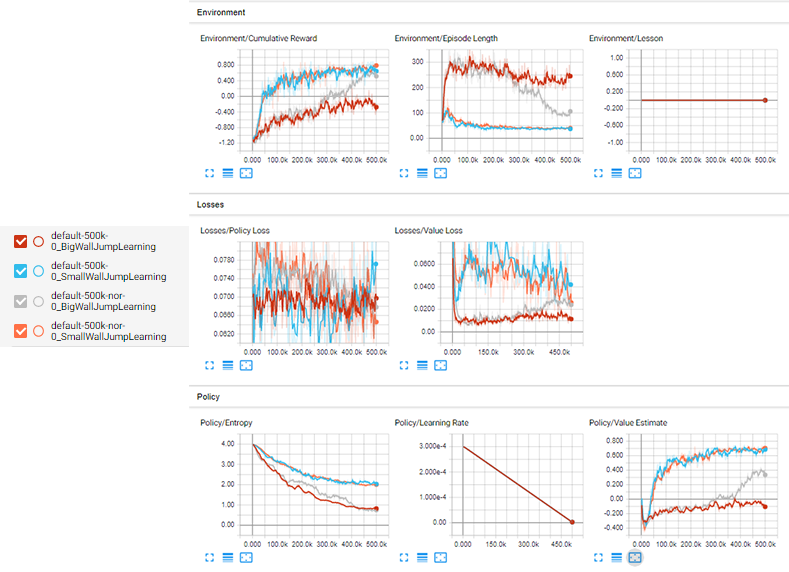 Environment
Environment/Cumulative Reward
0.800
0.400
0.00
-0.400
-0.800
-1.20
0.000 100.0k 200.0k 300.0k 400.0k 500.0k
Environment/Episode Length
300
200
100
0.00
0.000 100.0k 200.0k 300.0k 400.0k 500.0k
Environment/Lesson
1.00
0.600
0.200
-0.200
-0.600
-1.00
0.000 100.0k 200.0k 300.0k 400.0k 500.0k
default-500k-
0_BigWallJumpLearning
default-500k-
0_SmallWallJumpLearning
default-500k-nor-
0_BigWallJumpLearning
default-500k-nor-
0_SmallWallJumpLearning
Losses
Losses/Policy Loss
0.0780
0.0740
0.0700
0.0660
0.0620
0.000 100.0k 200.0k 300.0k 400.0k 500.0k
Losses/Value Loss
0.0600
0.0400
0.0200
0.00
0.000 150.0k 300.0k 450.0k
Policy
Policy/Entropy
4.00
3.00
2.00
1.00
0.00
0.000 100.0k 200.0k 300.0k 400.0k 500.0k
Policy/Learning Rate
3.000e-4
2.000e-4
1.000e-4
0.00
0.000 150.0k 300.0k 450.0k
Policy/Value Estimate
0.800
0.600
0.400
0.200
0.00
-0.200
-0.400
0.000 100.0k 200.0k 300.0k 400.0k 500.0k